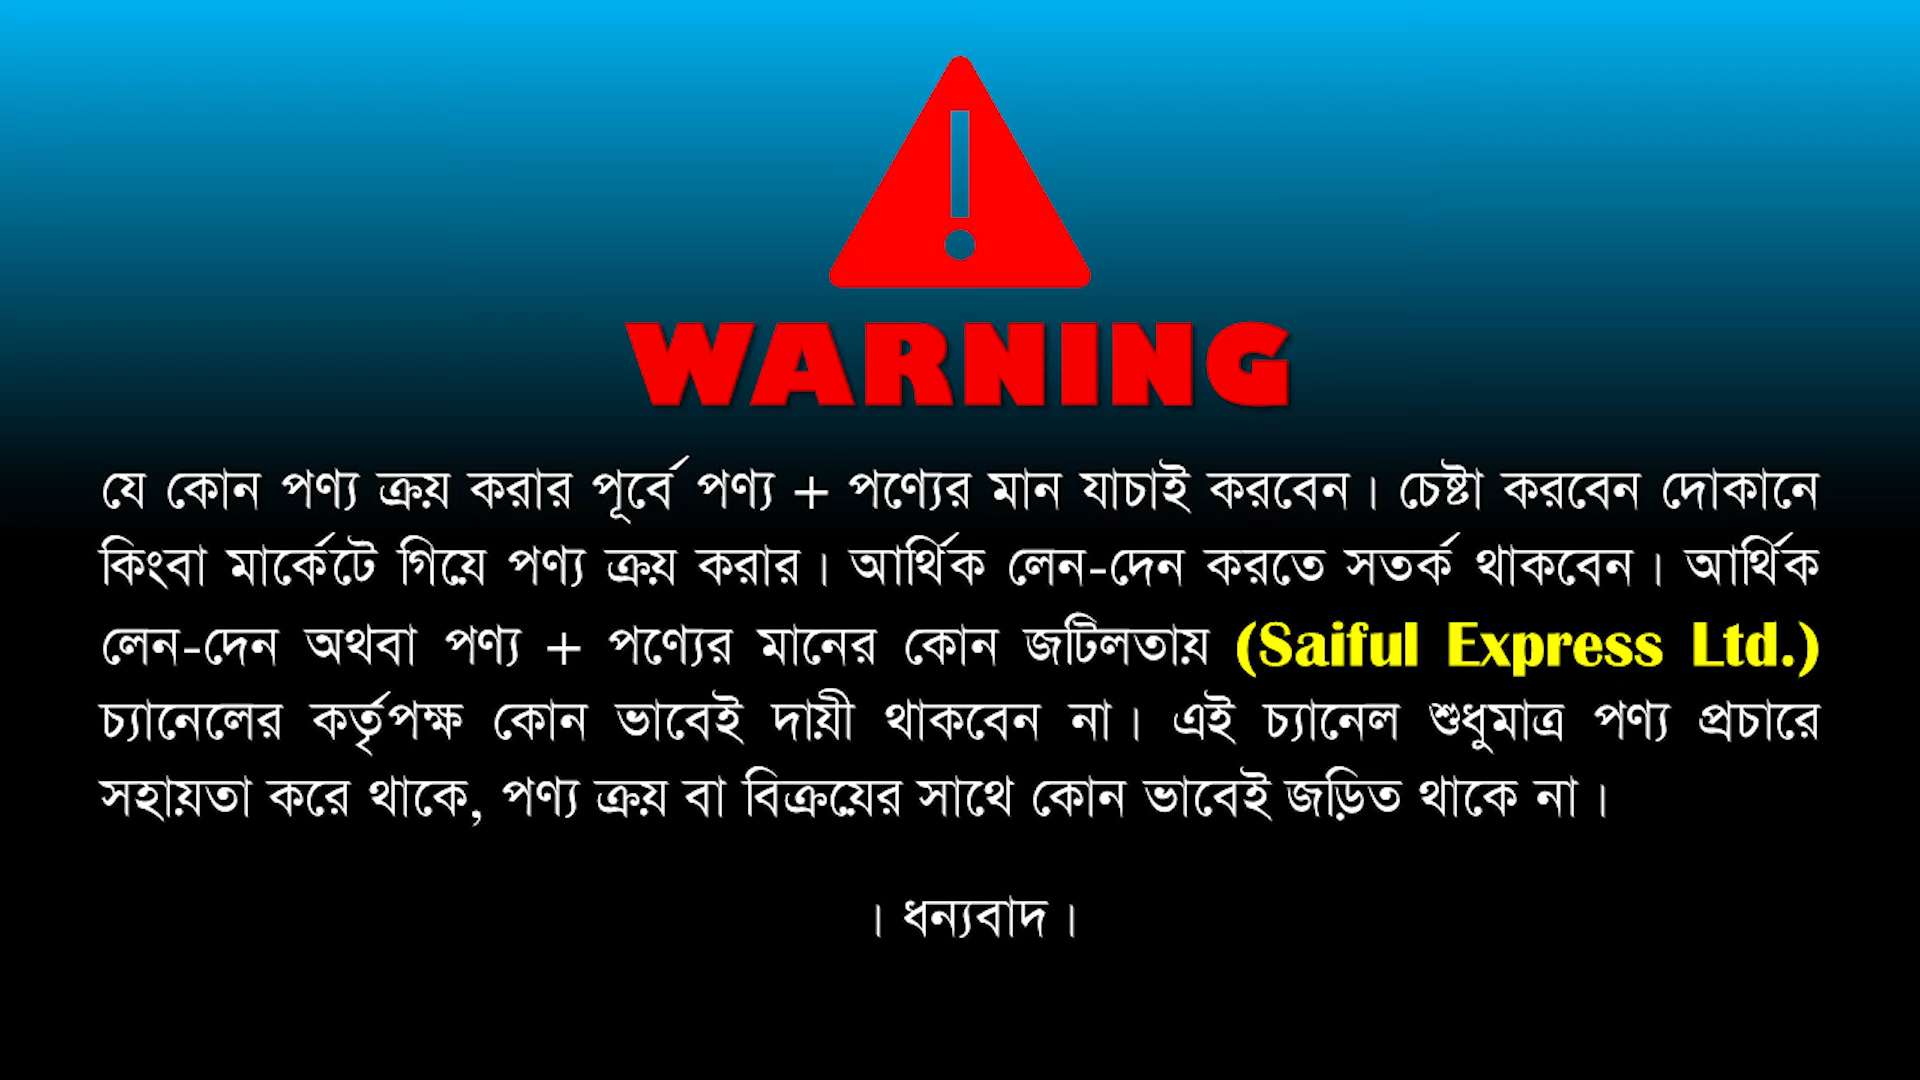 WARNING
যে কোন পণ্য ক্রয় করার পূর্বে পণ্য + পণ্যের মান যাচাই করবেন। চেষ্টা করবেন দোকানে
কিংবা মার্কেটে গিয়ে পণ্য ক্রয় করার। আর্থিক লেন-দেন করতে সতর্ক থাকবেন। আর্থিক
লেন-দেন অথবা পণ্য + পণ্যের মানের কোন জটিলতায় (Saiful Express Ltd.)
চ্যানেলের কর্তৃপক্ষ কোন ভাবেই দায়ী থাকবেন না। এই চ্যানেল শুধুমাত্র পণ্য প্রচারে
সহায়তা করে থাকে, পণ্য ক্রয় বা বিক্রয়ের সাথে কোন ভাবেই জড়িত থাকে না।
। ধন্যবাদ।